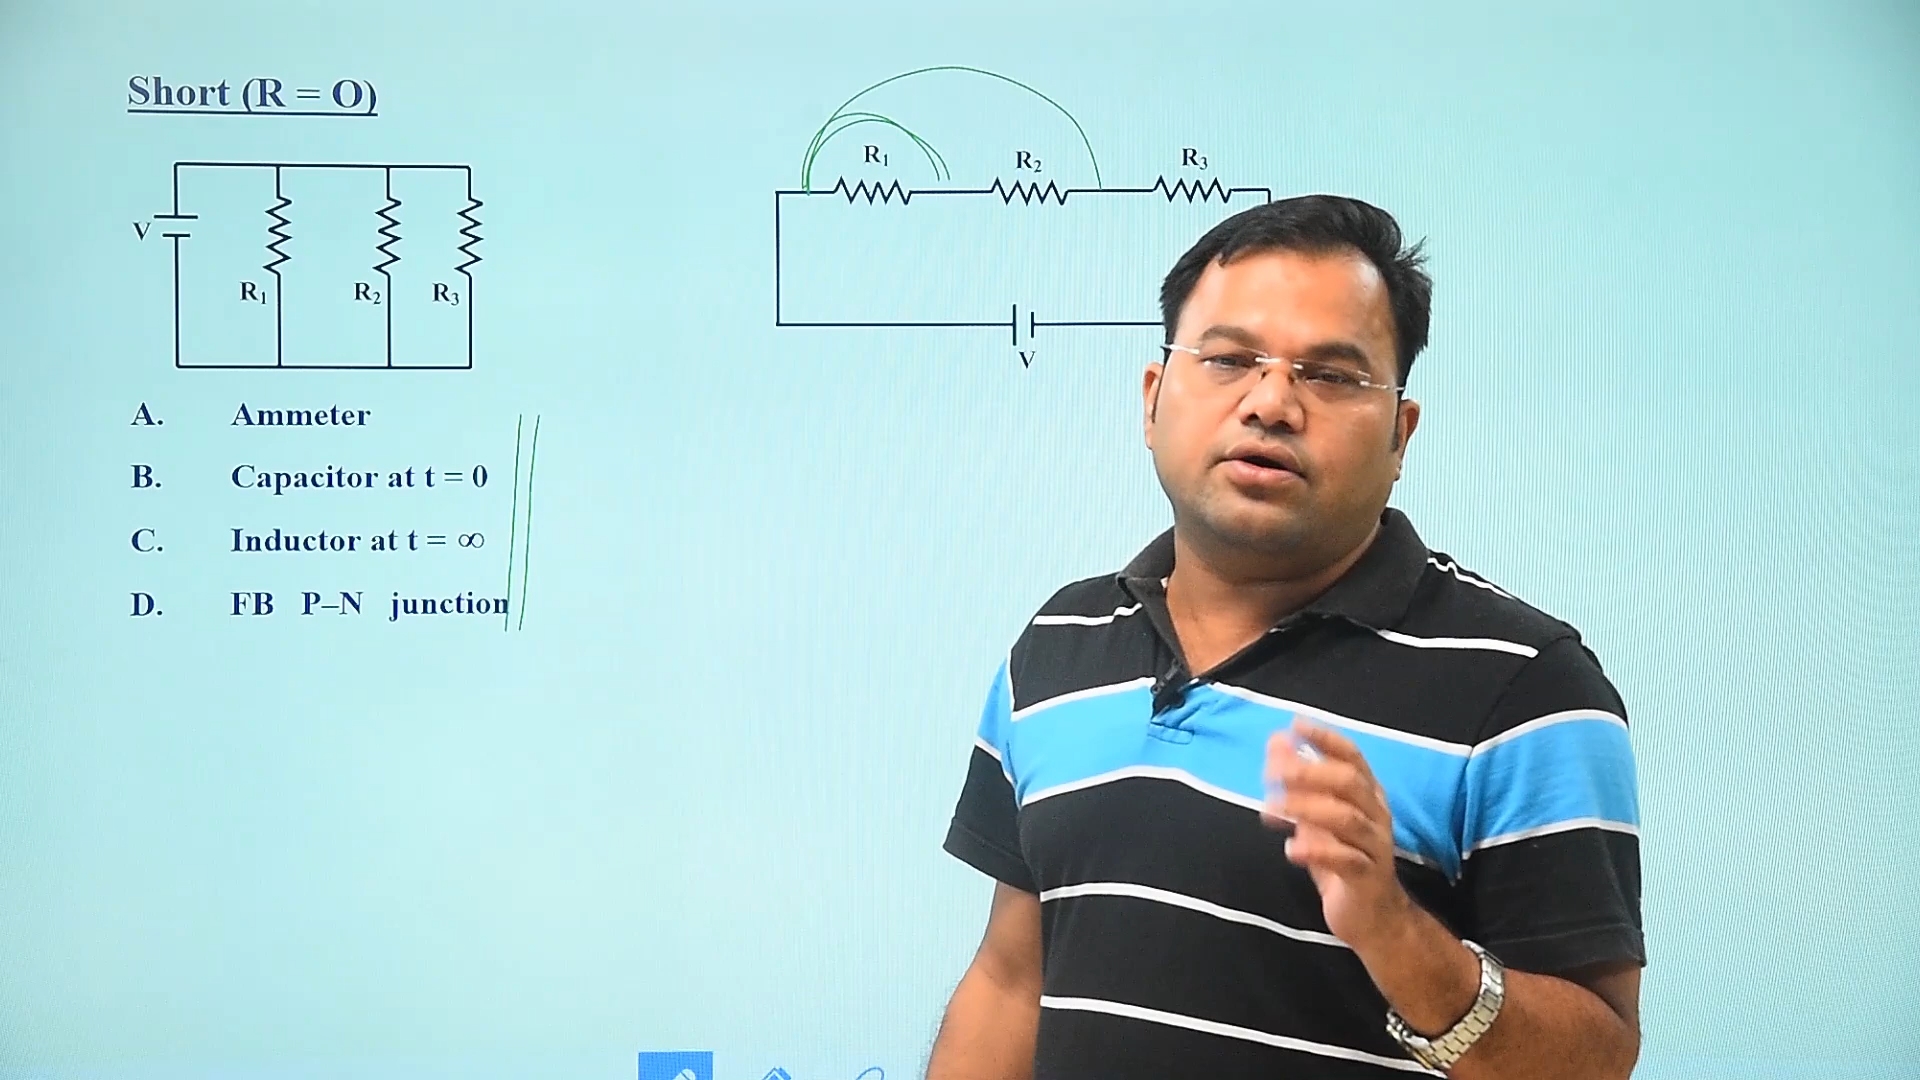 Short (R = O)
V
R1
R2
R3
R1
R2
R3
V
A. Ammeter
B. Capacitor at t = 0
C. Inductor at t = ∞
D. FB P–N junction